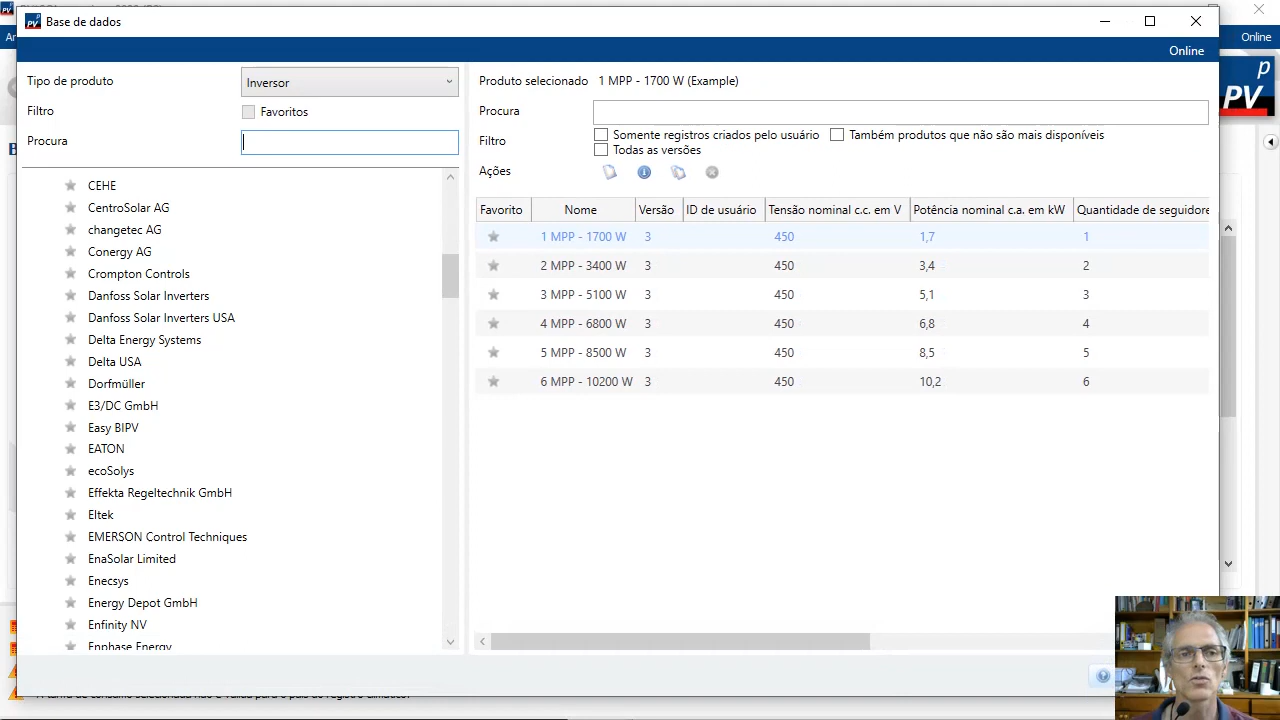 Base de dados
Online
Online
Tipo de produto
Inversor
Filtro
Favoritos
Procura
CEHE
CentroSolar AG
changetec AG
Conergy AG
Crompton Controls
Danfoss Solar Inverters
Danfoss Solar Inverters USA
Delta Energy Systems
Delta USA
Dorfmüller
E3/DC GmbH
Easy BIPV
EATON
ecoSolys
Effekta Regeltechnik GmbH
Eltek
EMERSON Control Techniques
EnaSolar Limited
Enecsys
Energy Depot GmbH
Enfinity NV
Enphase Energy
Produto selecionado 1 MPP - 1700 W (Example)
Procura
Filtro
Somente registros criados pelo usuário Também produtos que não são mais disponíveis
Todas as versões
Ações
Favorito Nome Versão ID de usuário Tensão nominal c.c. em V Potência nominal c.a. em kW Quantidade de seguidore
1 MPP - 1700 W 3 450 1,7 1
2 MPP - 3400 W 3 450 3,4 2
3 MPP - 5100 W 3 450 5,1 3
4 MPP - 6800 W 3 450 6,8 4
5 MPP - 8500 W 3 450 8,5 5
6 MPP - 10200 W 3 450 10,2 6
PV